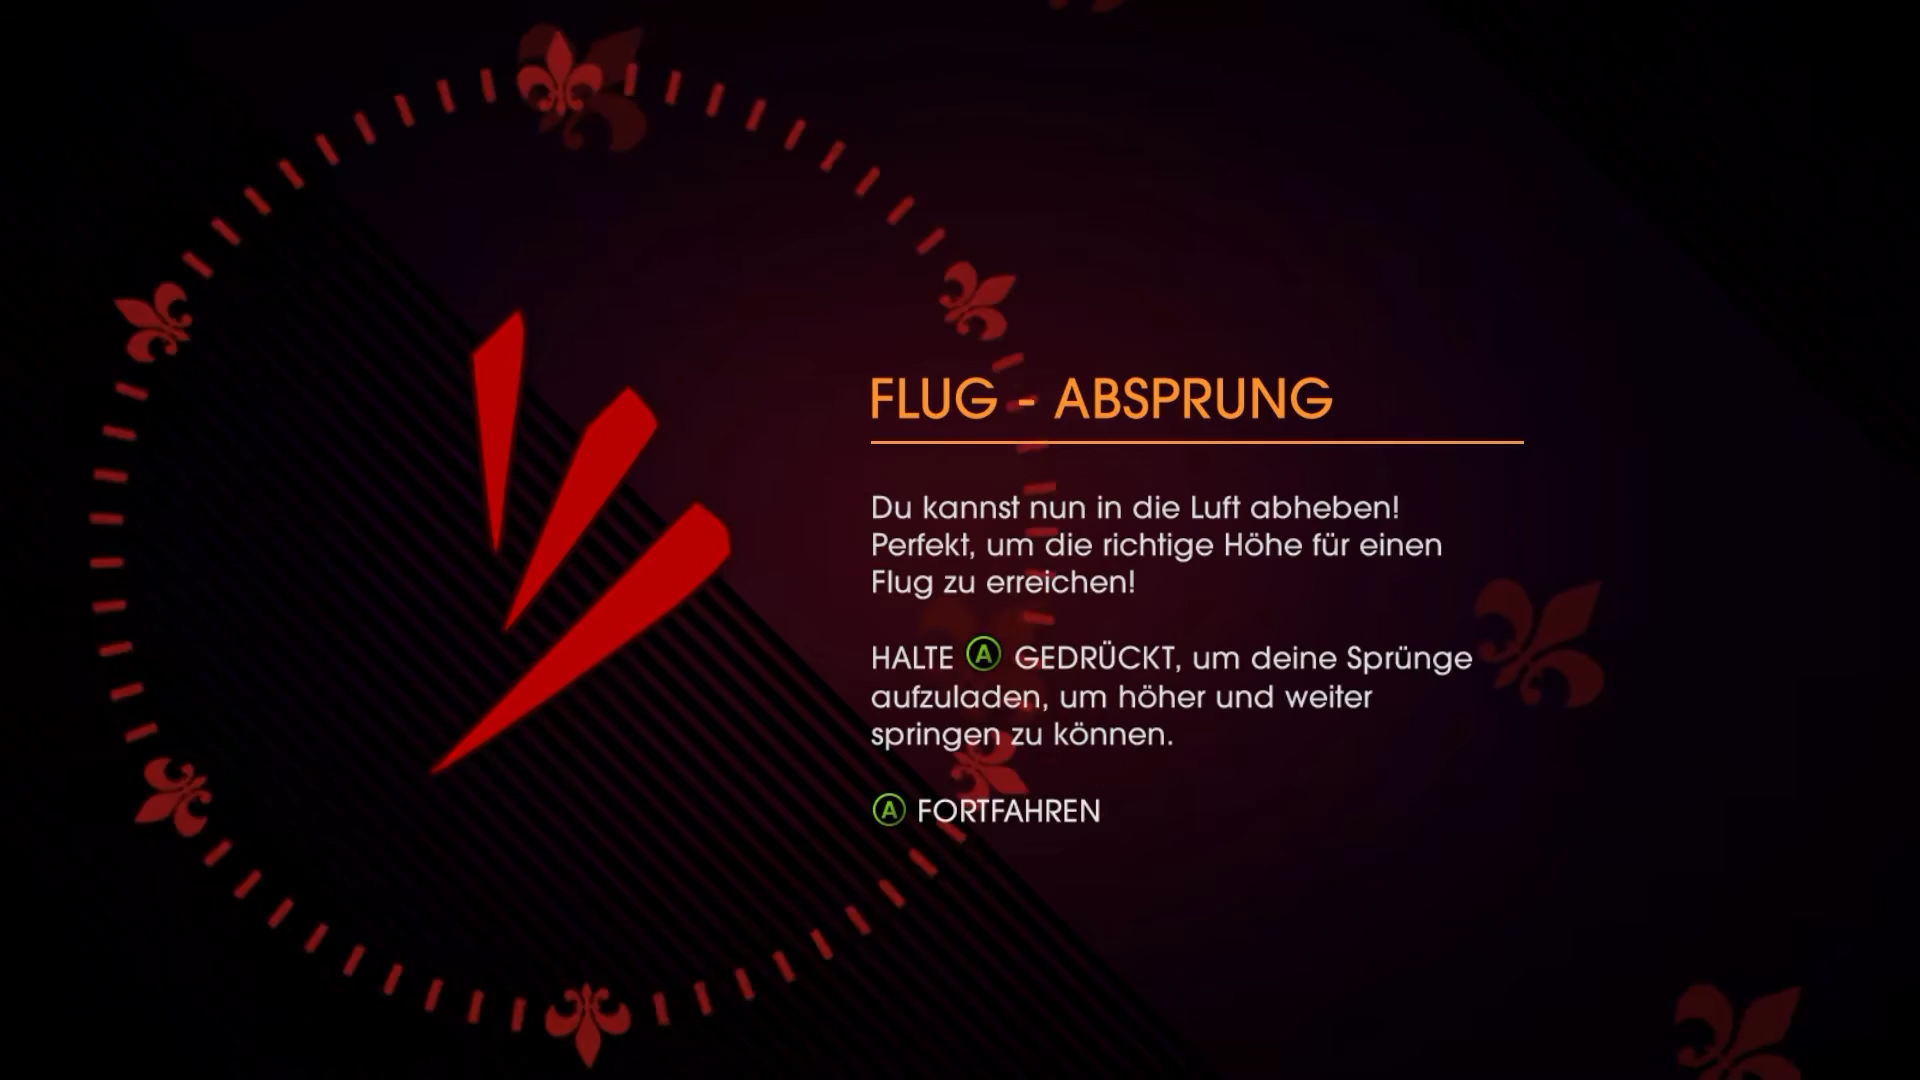 FLUG - ABSPRUNG
Du kannst nun in die Luft abheben!
Perfekt, um die richtige Höhe für einen
Flug zu erreichen!
HALTE A GEDRÜCKT, um deine Sprünge
aufzuladen, um höher und weiter
springen zu können.
A FORTFAHREN